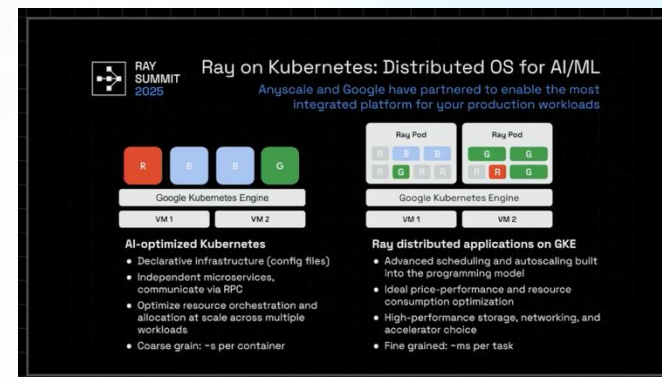 RAY
SUMMIT
2025
Ray on Kubernetes: Distributed OS for AI/ML
Anyscale and Google have partnered to enable the most
integrated platform for your production workloads
R B B G
Google Kubernetes Engine
VM 1 VM 2
AI-optimized Kubernetes
● Declarative infrastructure (config files)
● Independent microservices,
communicate via RPC
● Optimize resource orchestration and
allocation at scale across multiple
workloads
● Coarse grain: ~s per container
Ray Pod Ray Pod
R B B G G
R G R R R R G
Google Kubernetes Engine
VM 1 VM 2
Ray distributed applications on GKE
● Advanced scheduling and autoscaling built
into the programming model
● Ideal price-performance and resource
consumption optimization
● High-performance storage, networking, and
accelerator choice
● Fine grained: ~ms per task